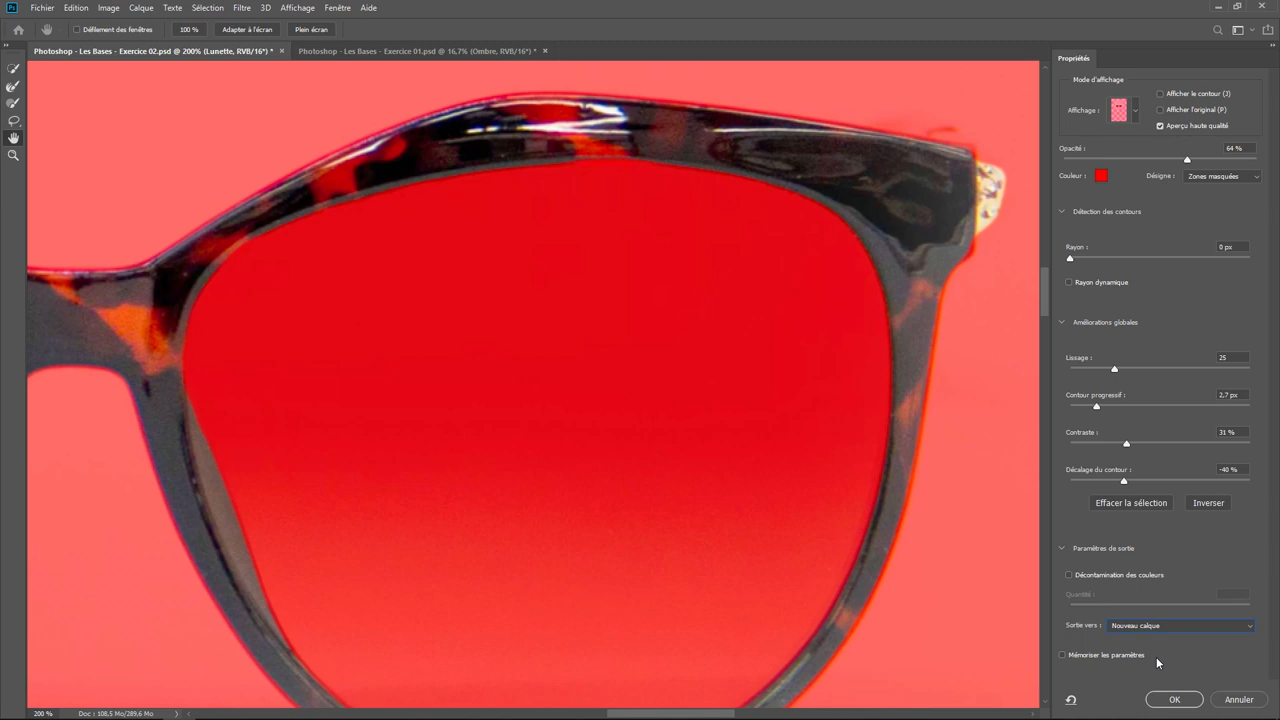 Ps Fichier Edition Image Calque Texte Sélection Filtre 3D Affichage Fenêtre Aide
Défilement des fenêtres 100 % Adapter à l'écran Plein écran
Photoshop - Les Bases - Exercice 02.psd @ 200% (Lunette, RVB/16*) * × Photoshop - Les Bases - Exercice 01.psd @ 16,7% (Ombre, RVB/16*) * ×
Propriétés
Mode d'affichage
Afficher le contour (J)
Affichage : Afficher l'original (P)
Aperçu haute qualité
Opacité : 64 %
Couleur : Désigne : Zones masquées
Détection des contours
Rayon : 0 px
Rayon dynamique
Améliorations globales
Lissage : 25
Contour progressif : 2,7 px
Contraste : 31 %
Décalage du contour : -40 %
Effacer la sélection Inverser
Paramètres de sortie
Décontamination des couleurs
Quantité :
Sortie vers : Nouveau calque
Mémoriser les paramètres
OK Annuler
200 % Doc : 108,5 Mo/289,6 Mo